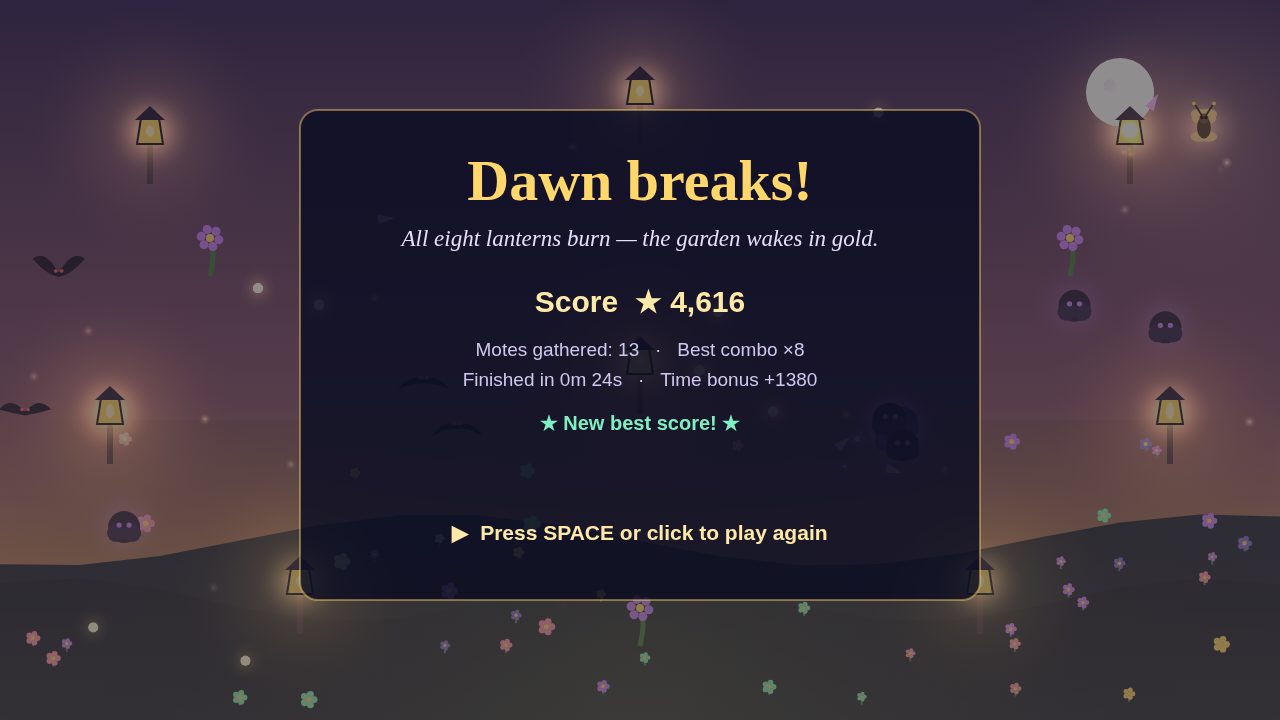 Dawn breaks!
All eight lanterns burn — the garden wakes in gold.
Score ★ 4,616
Motes gathered: 13 · Best combo ×8
Finished in 0m 24s · Time bonus +1380
★ New best score! ★
▶ Press SPACE or click to play again